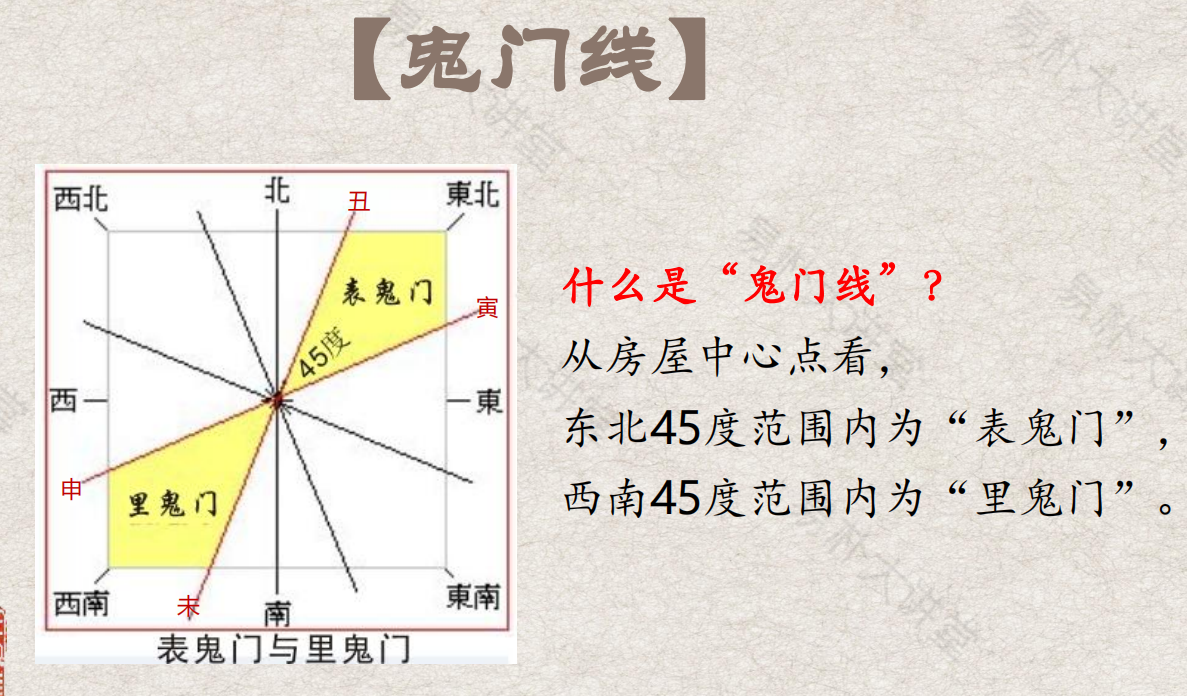 【鬼门线】
北
丑
西北
東北
表鬼门
寅
45度
西
東
申
里鬼门
西南
未
南
東南
表鬼门与里鬼门
什么是“鬼门线”？
从房屋中心点看，
东北45度范围内为“表鬼门”，
西南45度范围内为“里鬼门”。